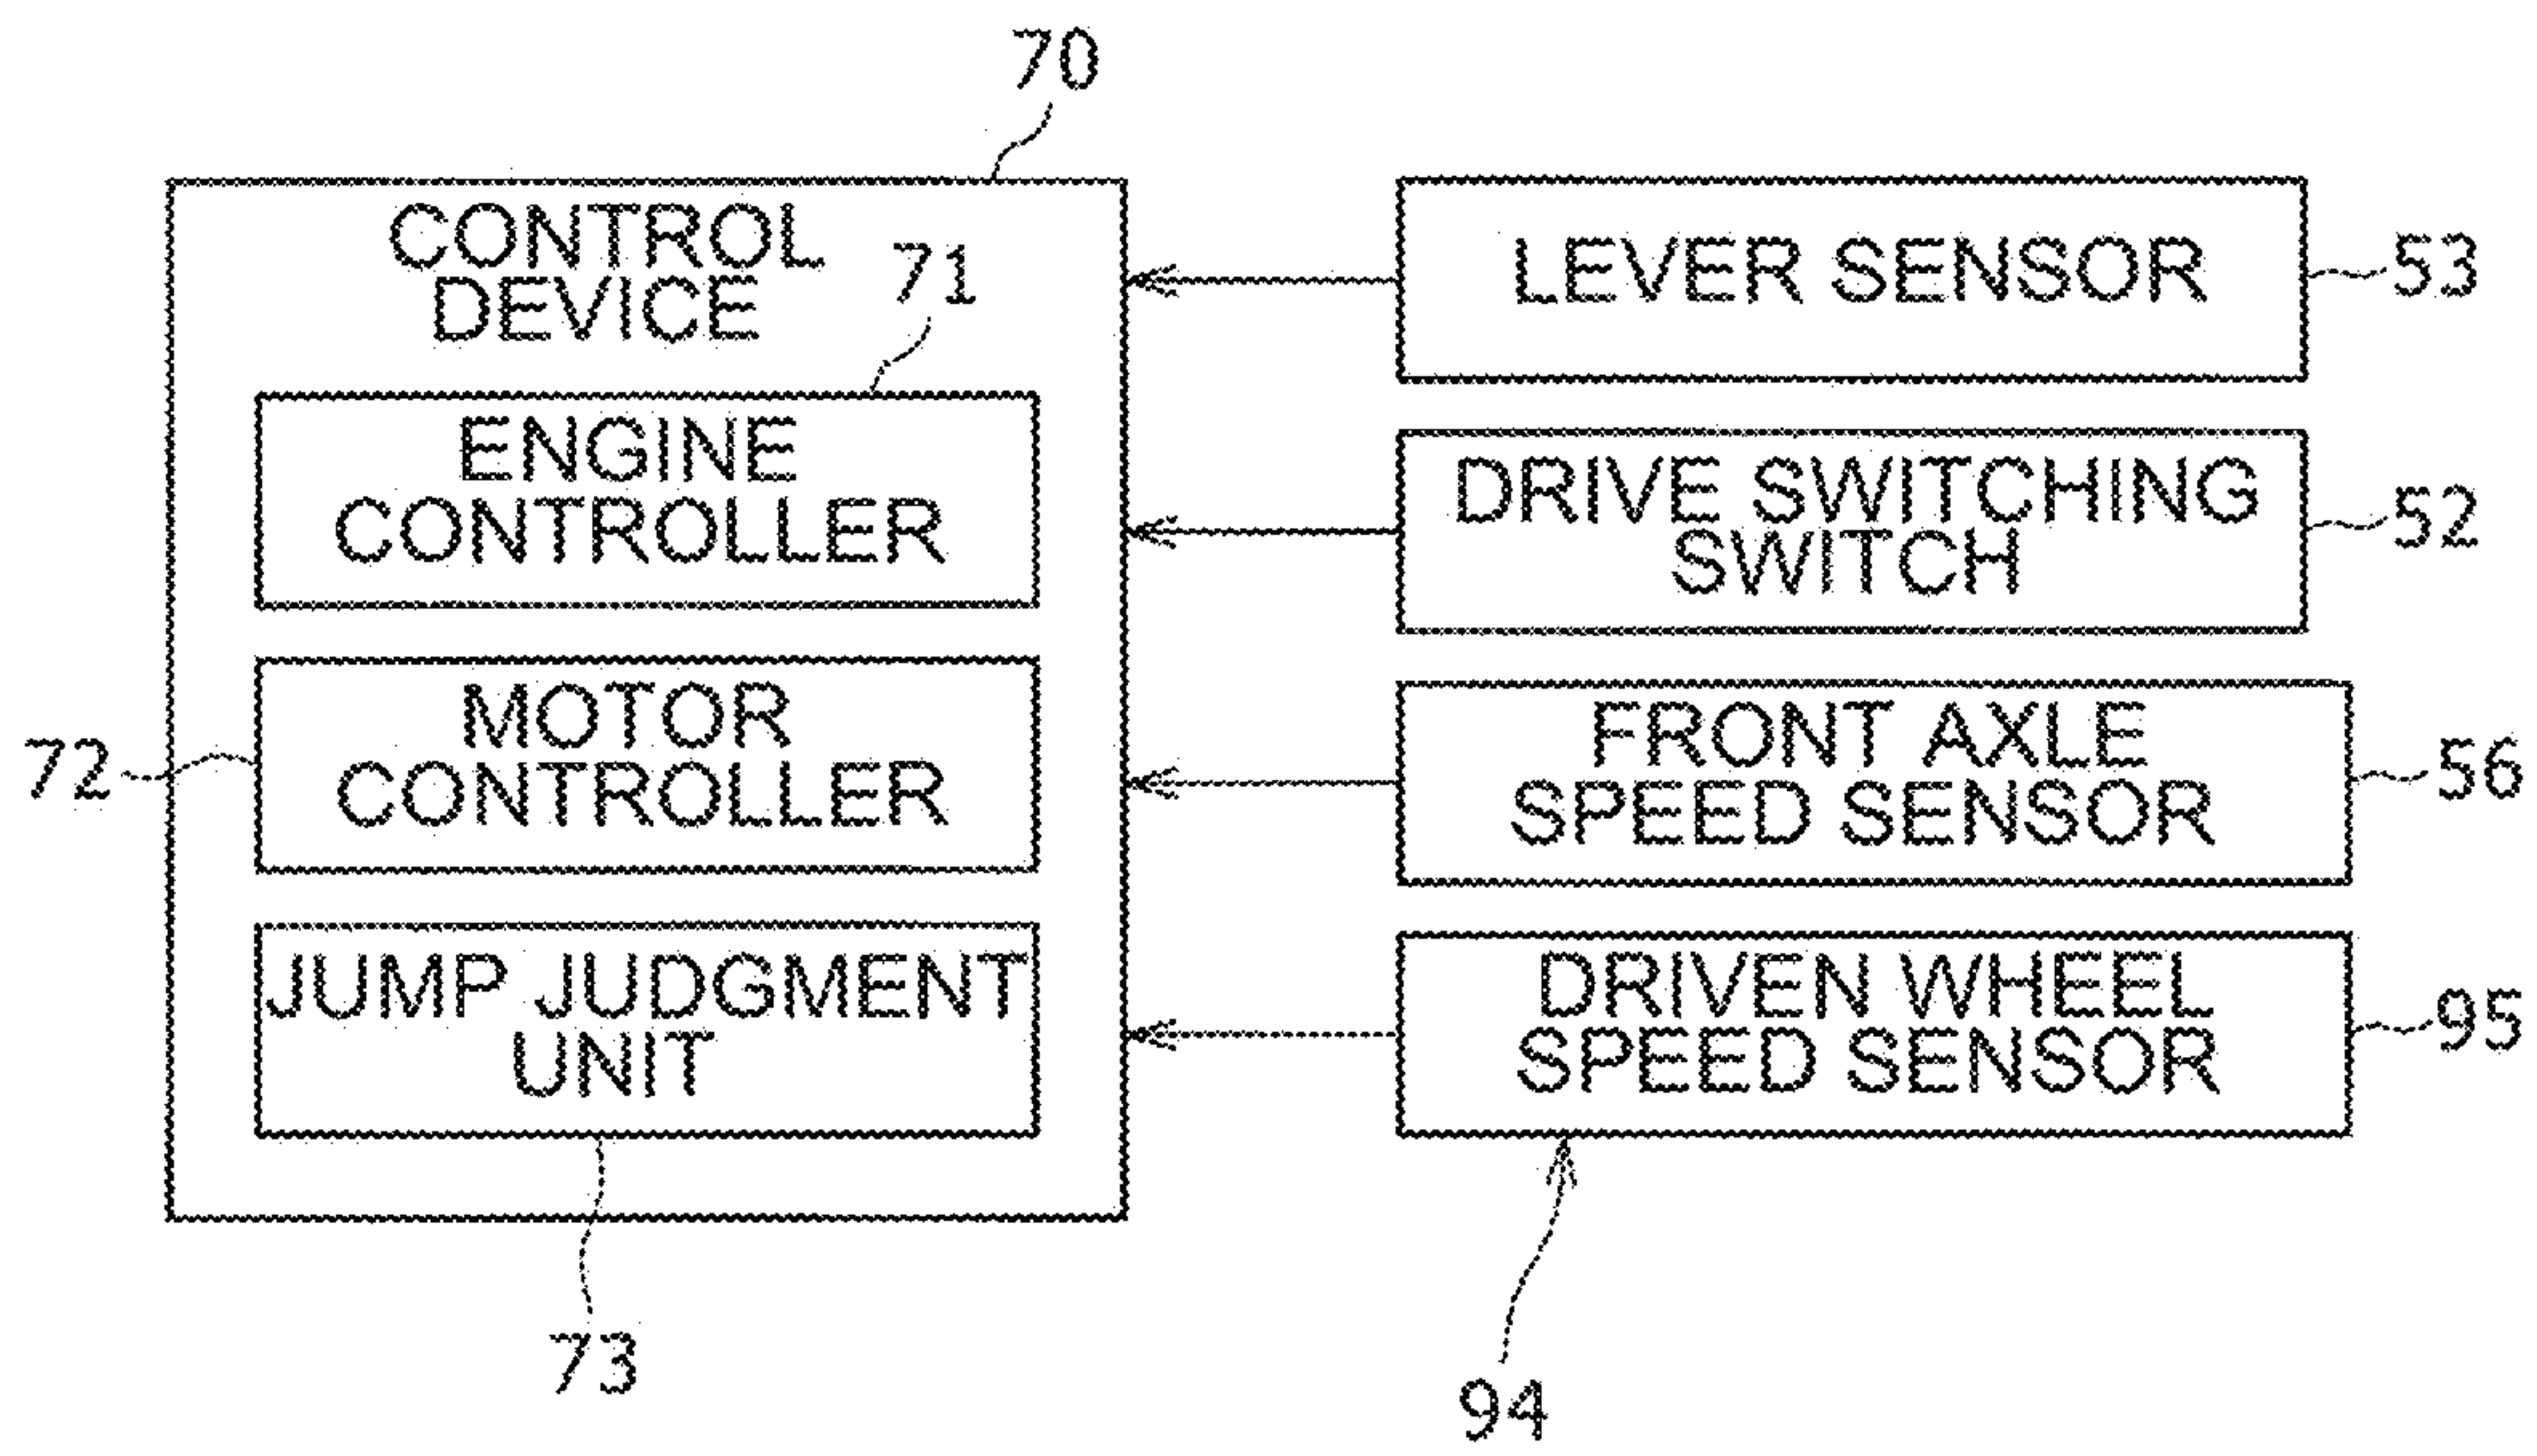 70
CONTROL
DEVICE
71
ENGINE
CONTROLLER
72
MOTOR
CONTROLLER
JUMP JUDGMENT
UNIT
73
LEVER SENSOR
53
DRIVE SWITCHING
SWITCH
52
FRONT AXLE
SPEED SENSOR
56
DRIVEN WHEEL
SPEED SENSOR
95
94